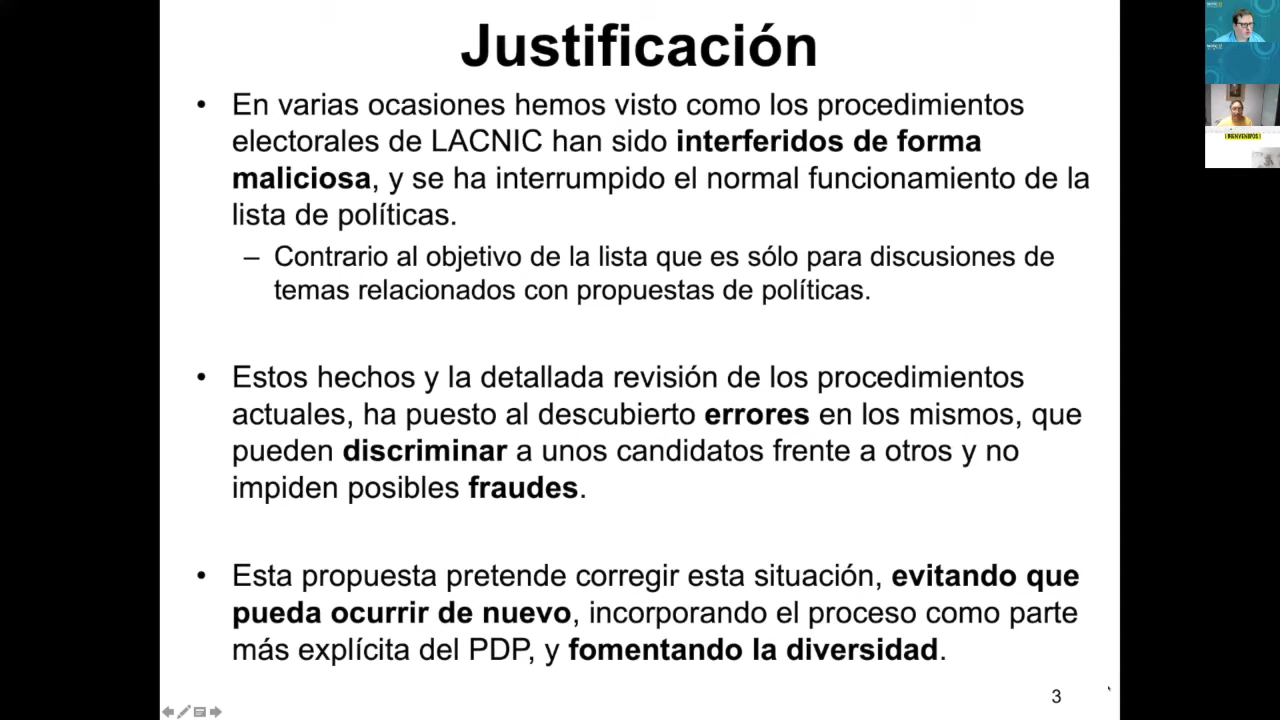 Justificación
• En varias ocasiones hemos visto como los procedimientos
electorales de LACNIC han sido interferidos de forma
maliciosa, y se ha interrumpido el normal funcionamiento de la
lista de políticas.
– Contrario al objetivo de la lista que es sólo para discusiones de
temas relacionados con propuestas de políticas.
• Estos hechos y la detallada revisión de los procedimientos
actuales, ha puesto al descubierto errores en los mismos, que
pueden discriminar a unos candidatos frente a otros y no
impiden posibles fraudes.
• Esta propuesta pretende corregir esta situación, evitando que
pueda ocurrir de nuevo, incorporando el proceso como parte
más explícita del PDP, y fomentando la diversidad.
3